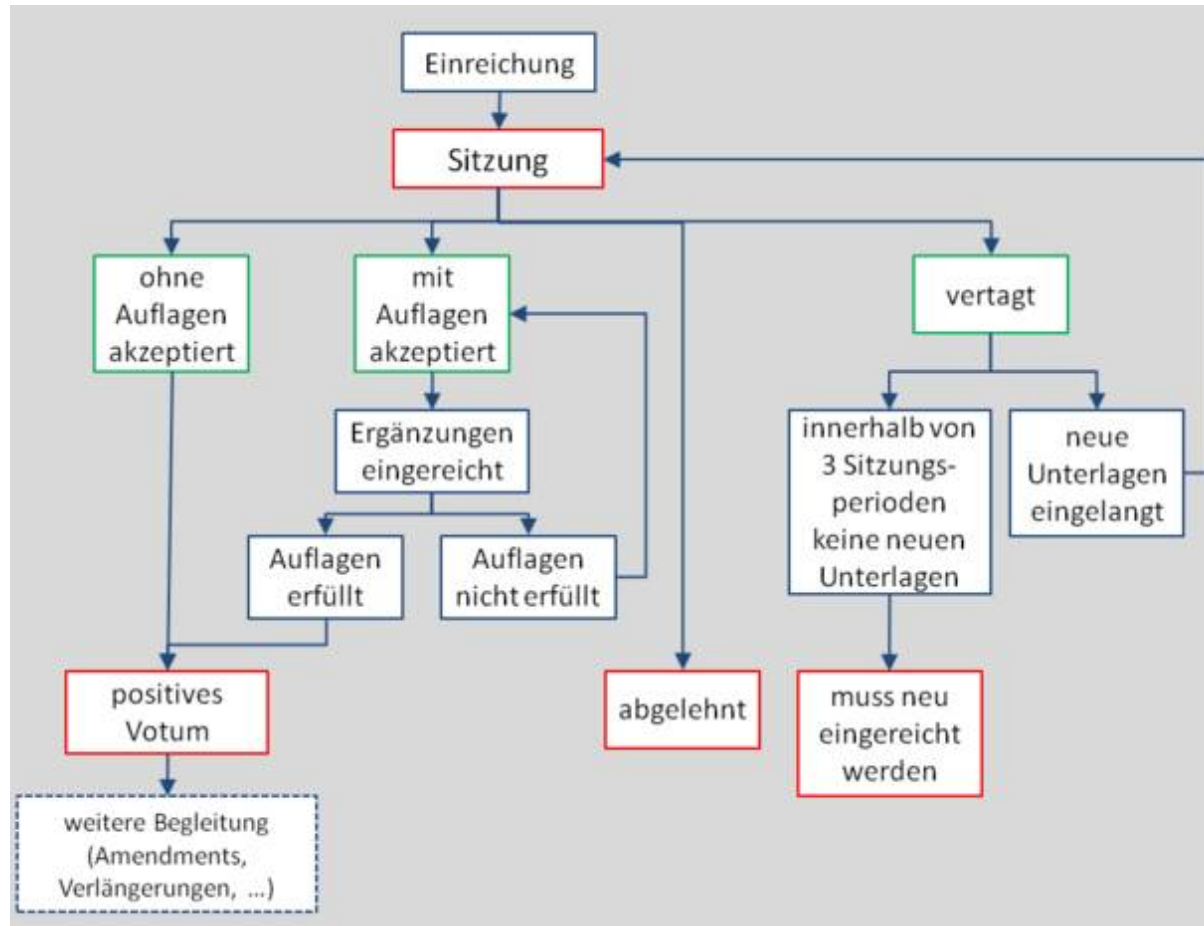 Einreichung
Sitzung
ohne
Auflagen
akzeptiert
mit
Auflagen
akzeptiert
vertagt
Ergänzungen
eingereicht
innerhalb von
3 Sitzungs-
perioden
keine neuen
Unterlagen
neue
Unterlagen
eingelangt
Auflagen
erfüllt
Auflagen
nicht erfüllt
positives
Votum
abgelehnt
muss neu
eingereicht
werden
weitere Begleitung
(Amendments,
Verlängerungen, ...)